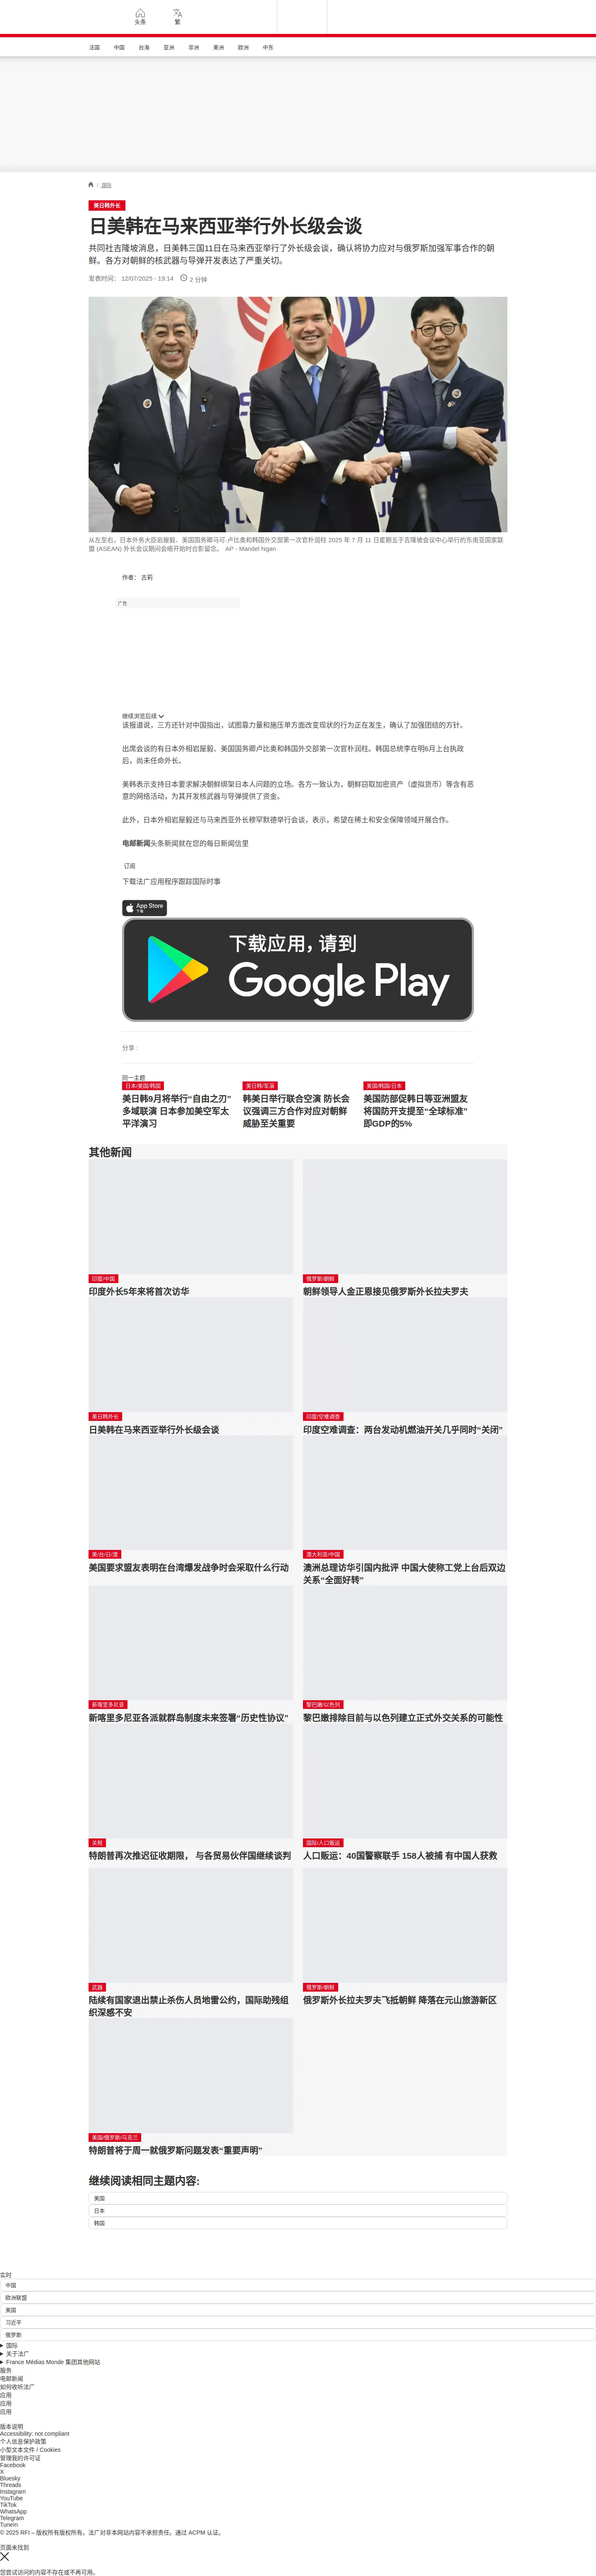 头条
繁
法国 中国 台海 亚洲 非洲 美洲 欧洲 中东
/ 国际
美日韩外长
日美韩在马来西亚举行外长级会谈
共同社吉隆坡消息，日美韩三国11日在马来西亚举行了外长级会谈，确认将协力应对与俄罗斯加强军事合作的朝
鲜。各方对朝鲜的核武器与导弹开发表达了严重关切。
发表时间： 12/07/2025 - 19:14 2 分钟
从左至右，日本外务大臣岩屋毅、美国国务卿马可·卢比奥和韩国外交部第一次官朴润柱 2025 年 7 月 11 日星期五于吉隆坡会议中心举行的东南亚国家联
盟 (ASEAN) 外长会议期间会晤开始时合影留念。 AP - Mandel Ngan
作者： 古莉
广告
继续浏览后续
该报道说，三方还针对中国指出，试图靠力量和施压单方面改变现状的行为正在发生，确认了加强团结的方针。
出席会谈的有日本外相岩屋毅、美国国务卿卢比奥和韩国外交部第一次官朴润柱。韩国总统李在明6月上台执政
后，尚未任命外长。
美韩表示支持日本要求解决朝鲜绑架日本人问题的立场。各方一致认为，朝鲜窃取加密资产（虚拟货币）等含有恶
意的网络活动，为其开发核武器与导弹提供了资金。
此外，日本外相岩屋毅还与马来西亚外长穆罕默德举行会谈，表示，希望在稀土和安全保障领域开展合作。
电邮新闻头条新闻就在您的每日新闻信里
订阅
下载法广应用程序跟踪国际时事
App Store
下载
下载应用，请到
Google Play
分享 :
同一主题
日本/美国/韩国
美日韩9月将举行“自由之刃”
多域联演 日本参加美空军太
平洋演习
美日韩/军演
韩美日举行联合空演 防长会
议强调三方合作对应对朝鲜
威胁至关重要
美国/韩国/日本
美国防部促韩日等亚洲盟友
将国防开支提至“全球标准”
即GDP的5%
其他新闻
印度/中国
印度外长5年来将首次访华
俄罗斯/朝鲜
朝鲜领导人金正恩接见俄罗斯外长拉夫罗夫
美日韩外长
日美韩在马来西亚举行外长级会谈
印度/空难调查
印度空难调查：两台发动机燃油开关几乎同时“关闭”
美/台/日/澳
美国要求盟友表明在台湾爆发战争时会采取什么行动
澳大利亚/中国
澳洲总理访华引国内批评 中国大使称工党上台后双边
关系“全面好转”
新喀里多尼亚
新喀里多尼亚各派就群岛制度未来签署“历史性协议”
黎巴嫩/以色列
黎巴嫩排除目前与以色列建立正式外交关系的可能性
关税
特朗普再次推迟征收期限， 与各贸易伙伴国继续谈判
国际/人口贩运
人口贩运：40国警察联手 158人被捕 有中国人获救
武器
陆续有国家退出禁止杀伤人员地雷公约，国际助残组
织深感不安
俄罗斯/朝鲜
俄罗斯外长拉夫罗夫飞抵朝鲜 降落在元山旅游新区
美国/俄罗斯/乌克兰
特朗普将于周一就俄罗斯问题发表“重要声明”
继续阅读相同主题内容:
美国
日本
韩国
实时
中国
欧洲联盟
美国
习近平
俄罗斯
国际
关于法广
France Médias Monde 集团其他网站
服务
电邮新闻
如何收听法广
应用
应用
应用
版本说明
Accessibility: not compliant
个人信息保护政策
小型文本文件 / Cookies
管理我的许可证
Facebook
X
Bluesky
Threads
Instagram
YouTube
TikTok
WhatsApp
Telegram
TuneIn
© 2025 RFI – 版权所有版权所有。法广对非本网站内容不承担责任。通过 ACPM 认证。
页面未找到
您尝试访问的内容不存在或不再可用。